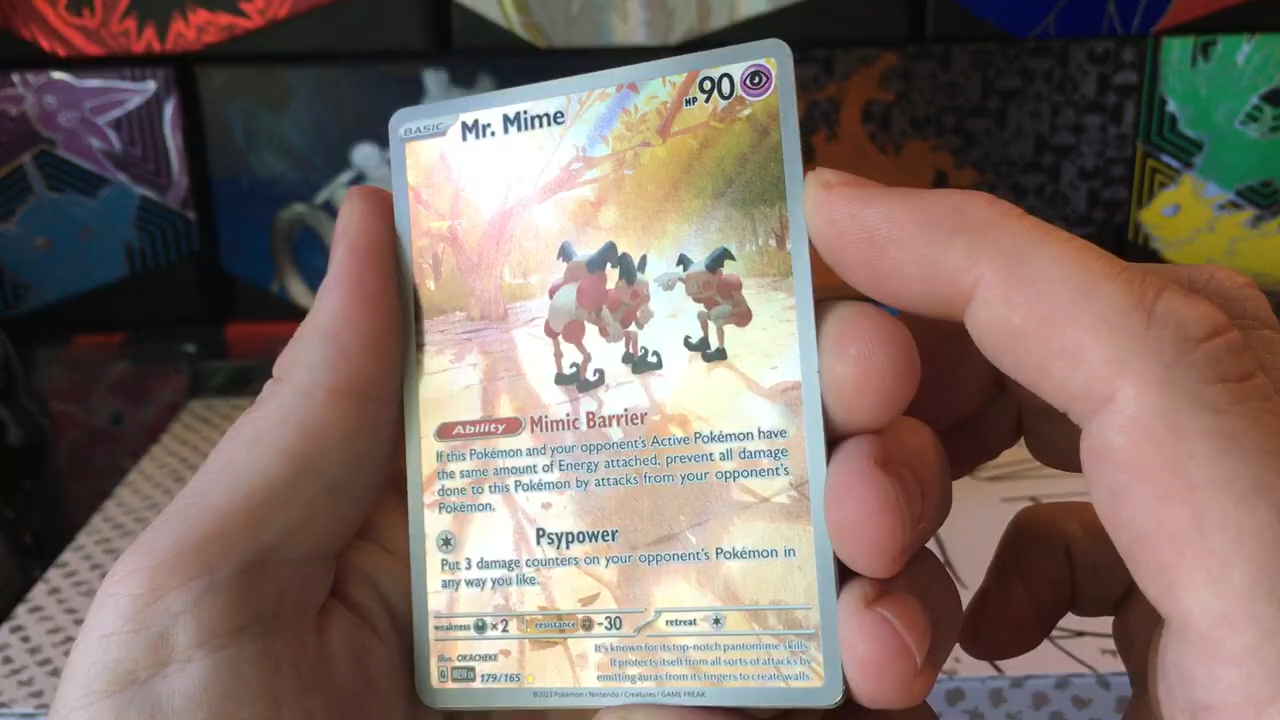 BASIC
Mr. Mime
HP 90
Ability Mimic Barrier
If this Pokémon and your opponent's Active Pokémon have
the same amount of Energy attached, prevent all damage
done to this Pokémon by attacks from your opponent's
Pokémon.
Psypower
Put 3 damage counters on your opponent's Pokémon in
any way you like.
weakness ×2 resistance -30 retreat
Illus. OKACHEKE
G MEW EN 179/165
It's known for its top-notch pantomime skills.
It protects itself from all sorts of attacks by
emitting auras from its fingers to create walls.
©2023 Pokémon / Nintendo / Creatures / GAME FREAK